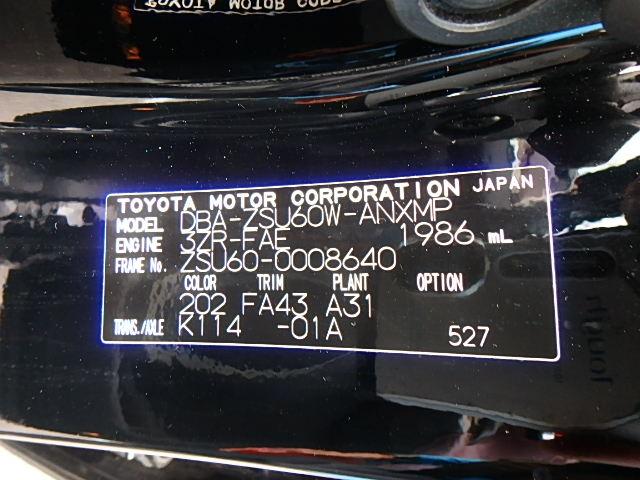 TOYOTA MOTOR CORPORATION JAPAN
MODEL DBA-ZSU60W-ANXMP
ENGINE 3ZR-FAE 1986 mL
FRAME No. ZSU60-0008640
COLOR TRIM PLANT OPTION
202 FA43 A31
TRANS./AXLE K114 -01A 527